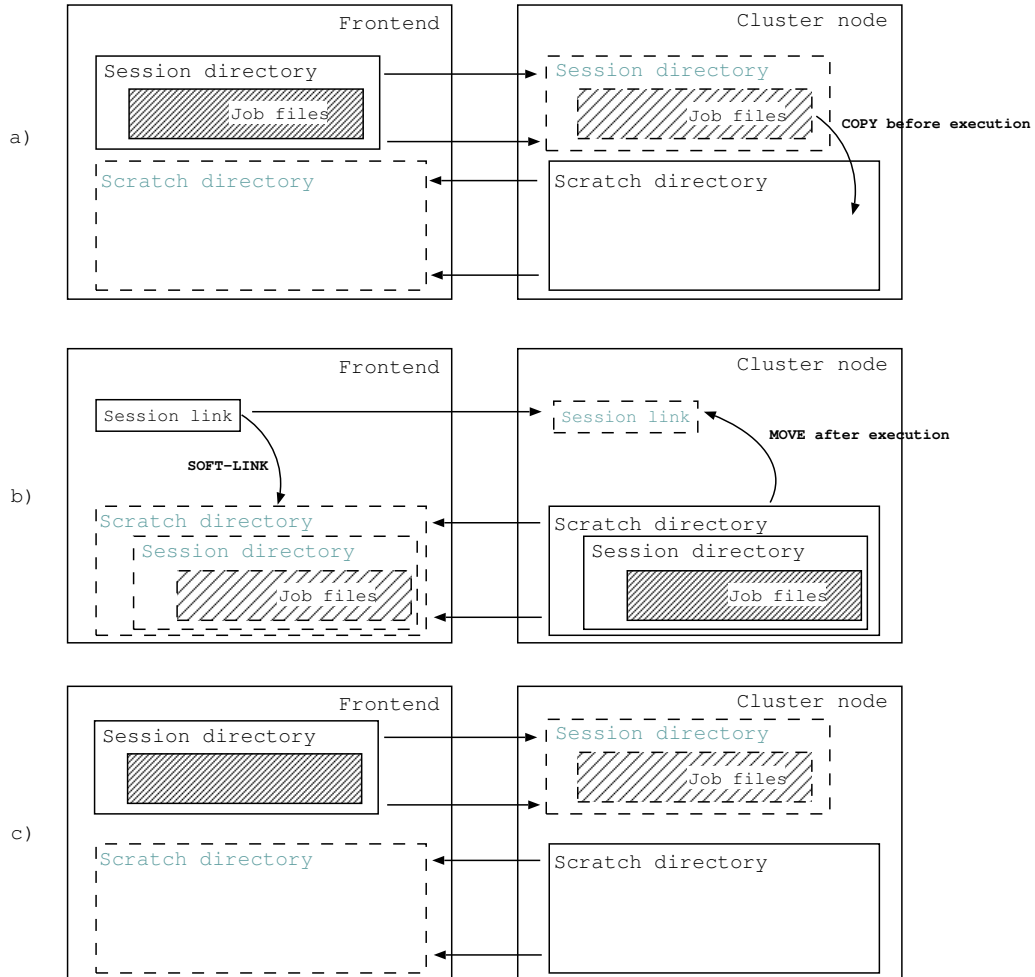 Frontend
Cluster node
Session directory
Session directory
Job files
Job files
COPY before execution
a)
Scratch directory
Scratch directory
Frontend
Cluster node
Session link
Session link
MOVE after execution
SOFT-LINK
b)
Scratch directory
Scratch directory
Session directory
Session directory
Job files
Job files
Frontend
Cluster node
Session directory
Session directory
Job files
c)
Scratch directory
Scratch directory